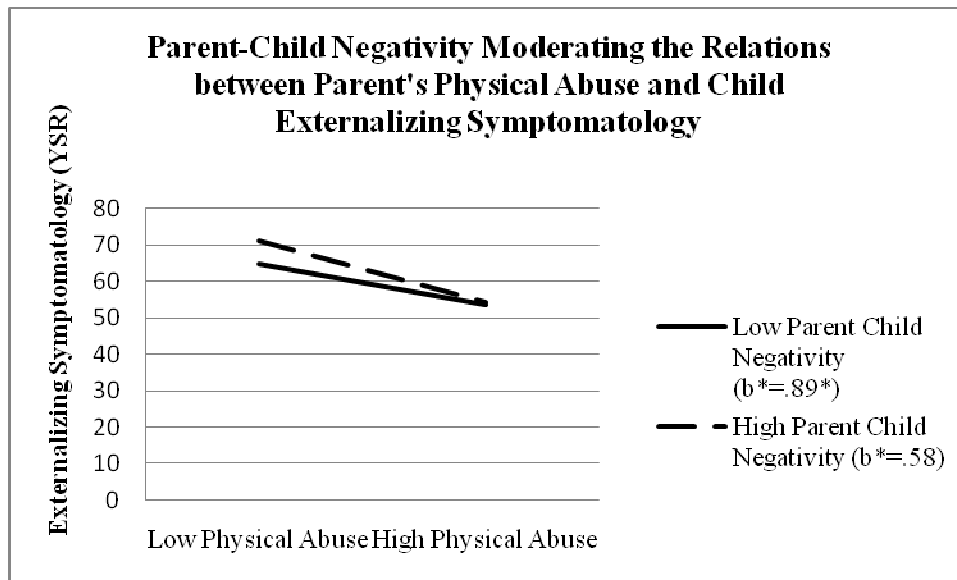 Parent-Child Negativity Moderating the Relations
between Parent's Physical Abuse and Child
Externalizing Symptomatology
Externalizing Symptomatology (YSR)
80
70
60
50
40
30
20
10
0
Low Physical Abuse High Physical Abuse
Low Parent Child
Negativity
(b*=.89*)
High Parent Child
Negativity (b*=.58)